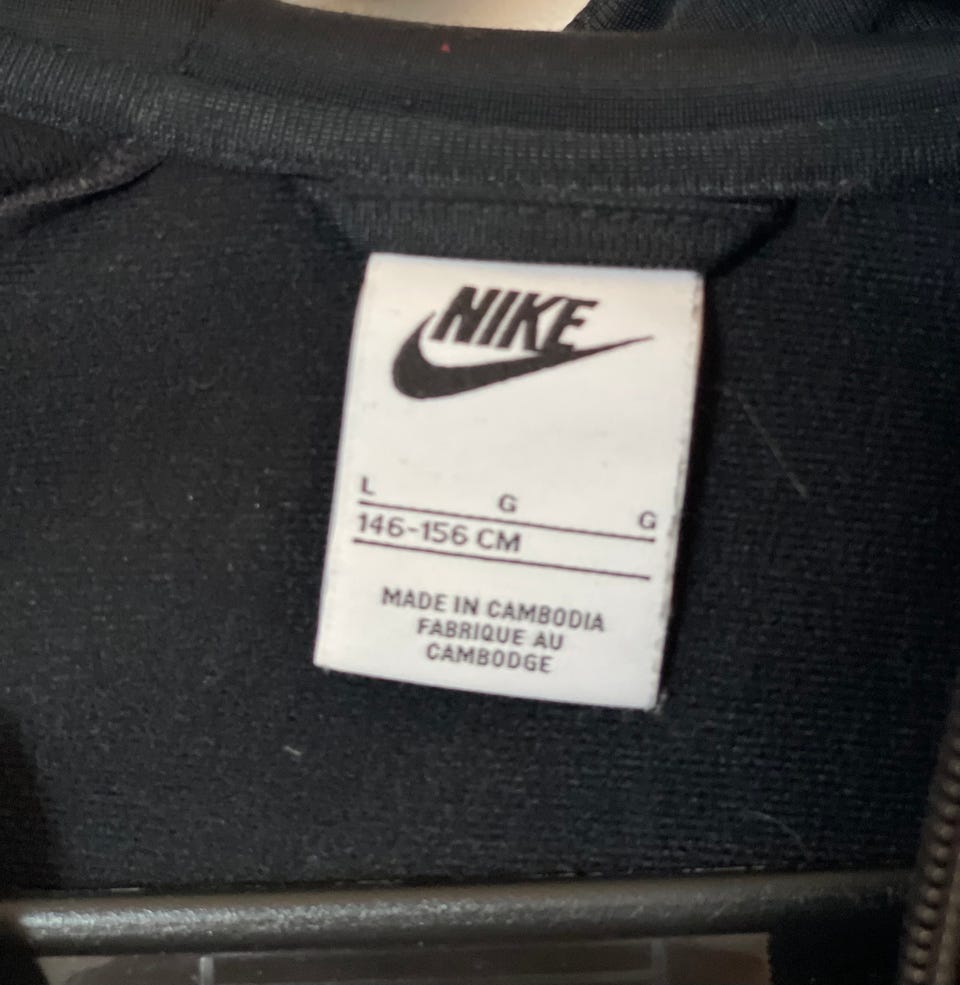 NIKE
L G G
146-156 CM
MADE IN CAMBODIA
FABRIQUE AU
CAMBODGE